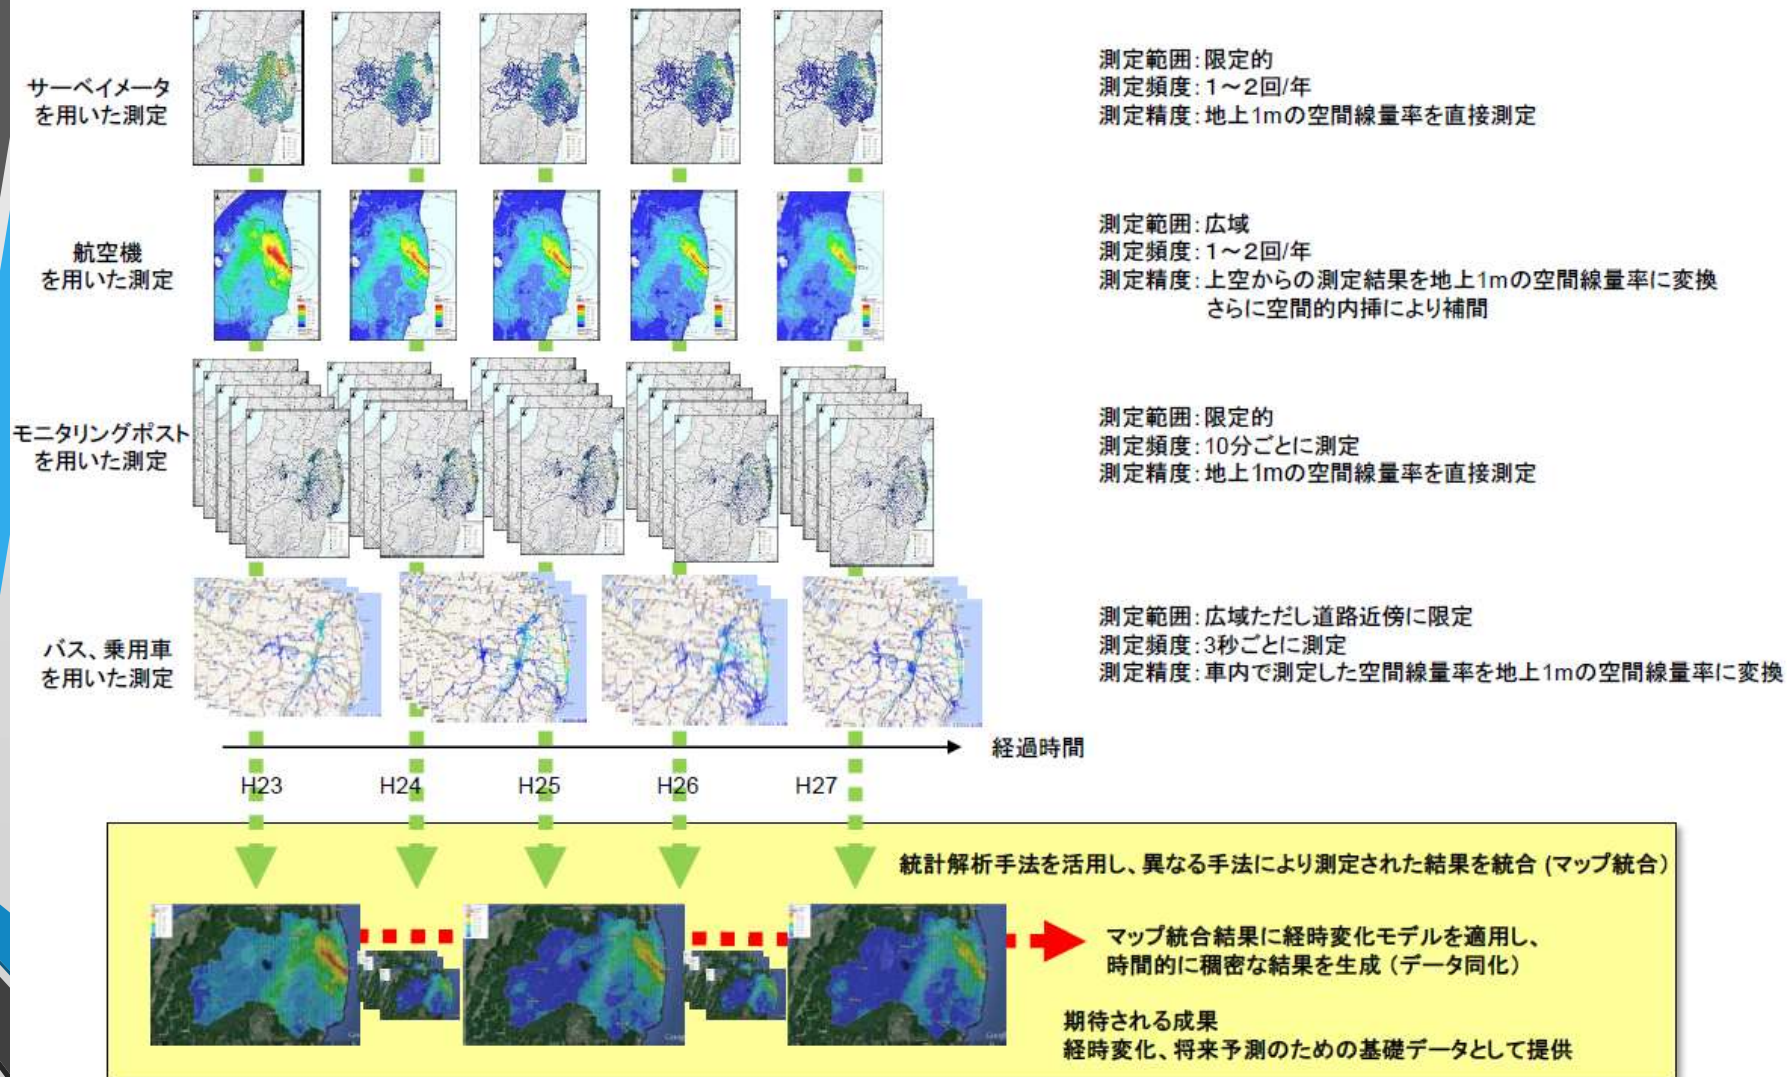 サーベイメータ
を用いた測定
測定範囲:限定的
測定頻度:1～2回/年
測定精度:地上1mの空間線量率を直接測定
航空機
を用いた測定
測定範囲:広域
測定頻度:1～2回/年
測定精度:上空からの測定結果を地上1mの空間線量率に変換
さらに空間的内挿により補間
モニタリングポスト
を用いた測定
測定範囲:限定的
測定頻度:10分ごとに測定
測定精度:地上1mの空間線量率を直接測定
バス、乗用車
を用いた測定
測定範囲:広域ただし道路近傍に限定
測定頻度:3秒ごとに測定
測定精度:車内で測定した空間線量率を地上1mの空間線量率に変換
経過時間
H23 H24 H25 H26 H27
統計解析手法を活用し、異なる手法により測定された結果を統合 (マップ統合)
マップ統合結果に経時変化モデルを適用し、
時間的に稠密な結果を生成 (データ同化)
期待される成果
経時変化、将来予測のための基礎データとして提供